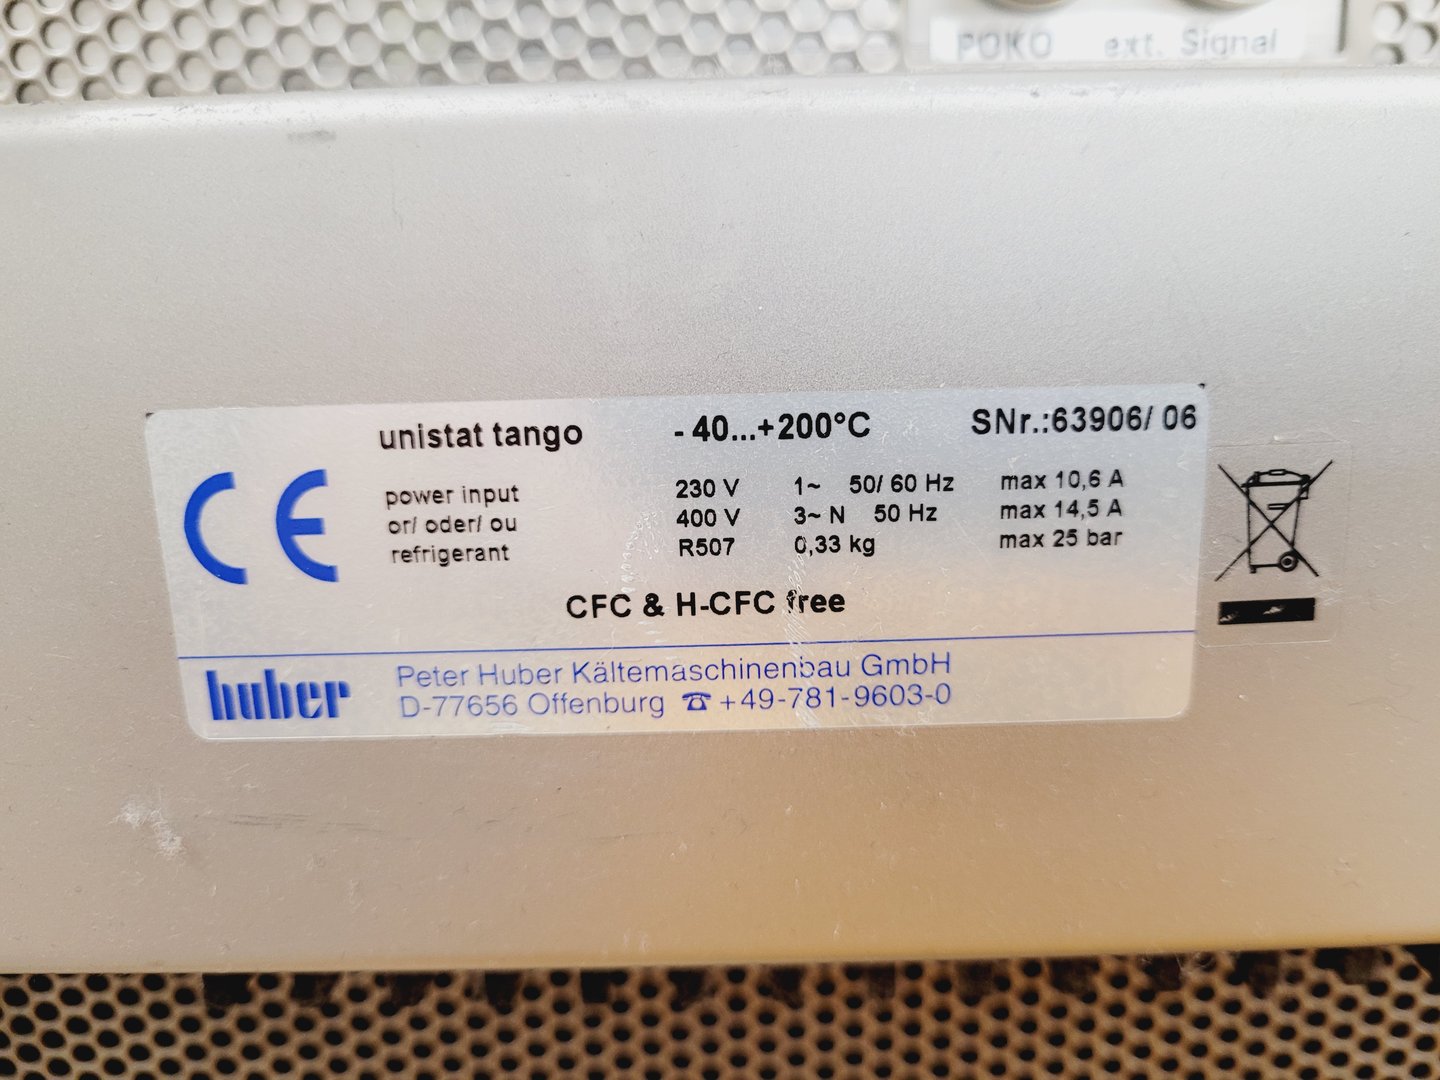 POKO ext. Signal
unistat tango - 40...+200°C SNr.:63906/ 06
CE
power input 230 V 1~ 50/ 60 Hz max 10,6 A
or/ oder/ ou 400 V 3~ N 50 Hz max 14,5 A
refrigerant R507 0,33 kg max 25 bar
CFC & H-CFC free
huber
Peter Huber Kältemaschinenbau GmbH
D-77656 Offenburg ☎ +49-781-9603-0